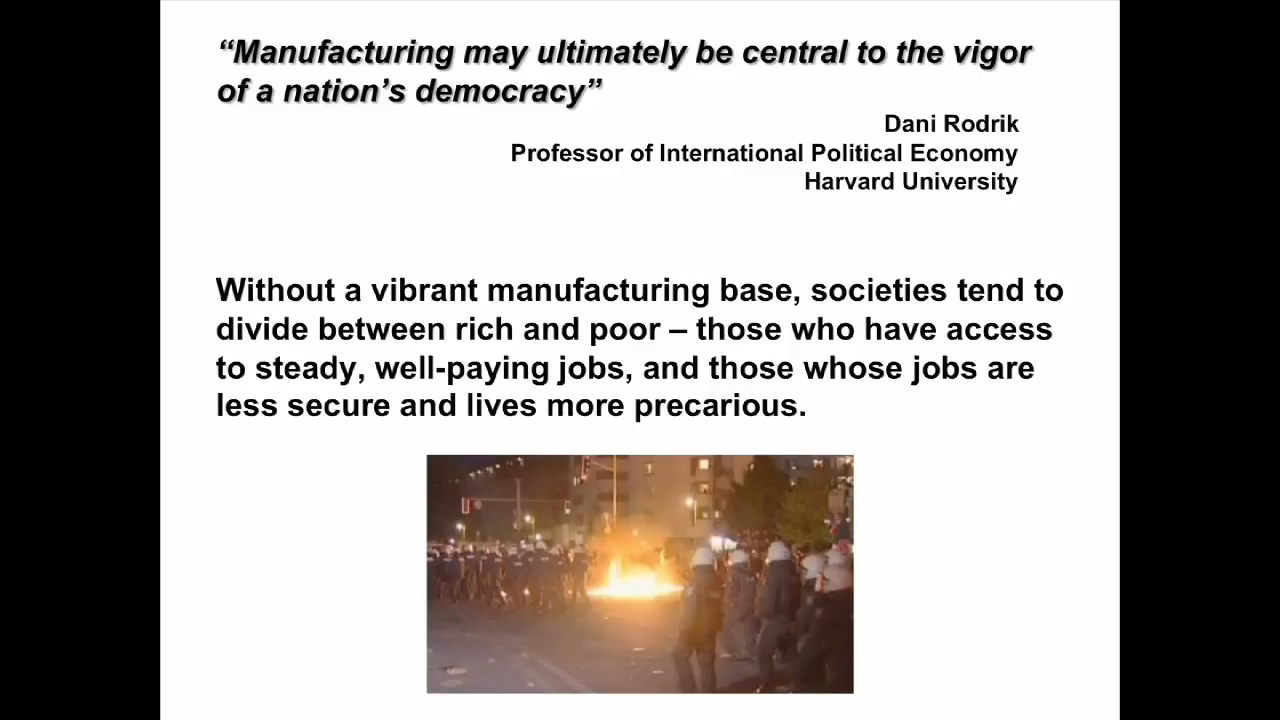 “Manufacturing may ultimately be central to the vigor
of a nation’s democracy”
Dani Rodrik
Professor of International Political Economy
Harvard University
Without a vibrant manufacturing base, societies tend to
divide between rich and poor – those who have access
to steady, well-paying jobs, and those whose jobs are
less secure and lives more precarious.